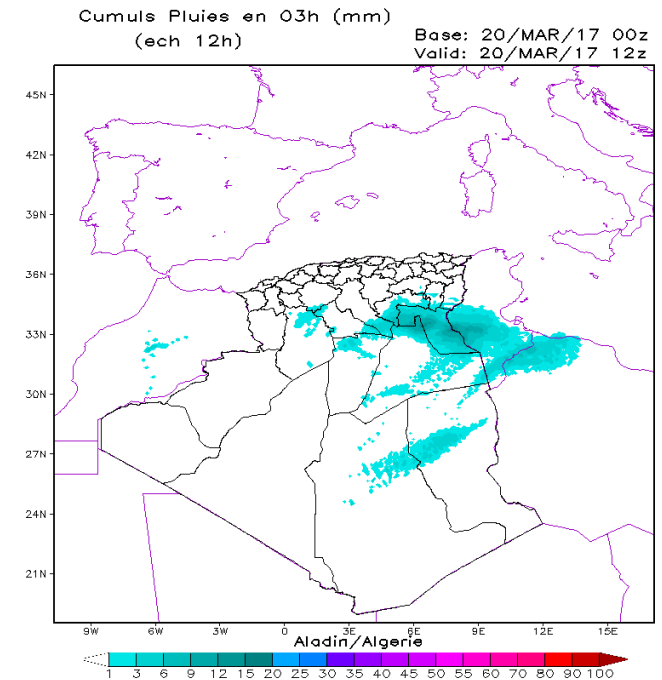 Cumuls Pluies en 03h (mm)
(ech 12h)
Base: 20/MAR/17 00z
Valid: 20/MAR/17 12z
45N
42N
39N
36N
33N
30N
27N
24N
21N
9W 6W 3W 0 3E 6E 9E 12E 15E
Aladin/Algerie
1 3 6 9 12 15 20 25 30 35 40 45 50 55 60 80 90 100